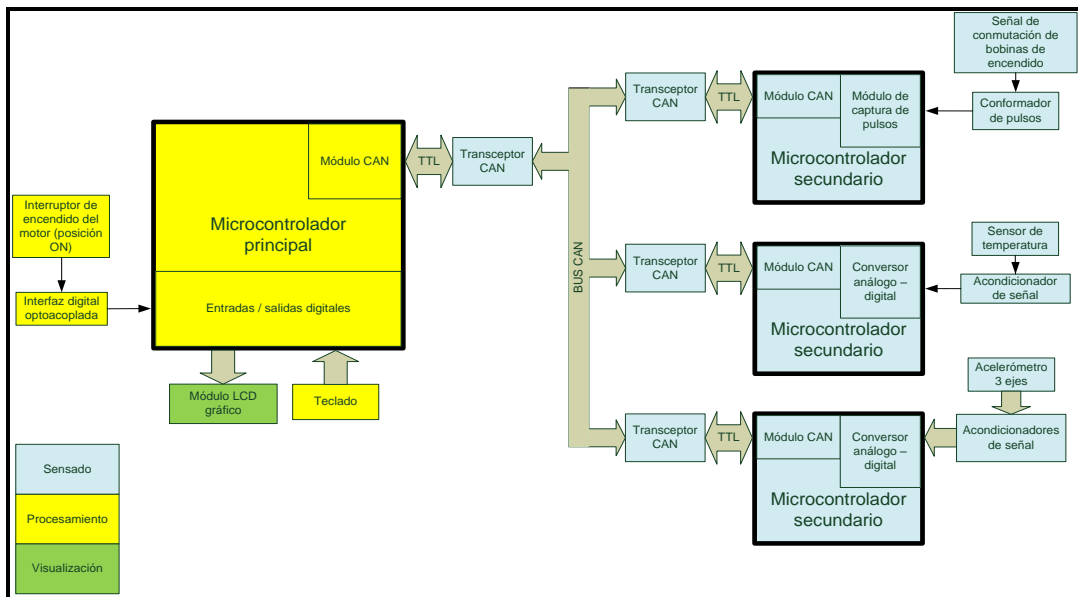 Señal de
conmutación de
bobinas de
encendido
Conformador
de pulsos
Transceptor
CAN
TTL
Módulo CAN
Módulo de
captura de
pulsos
Microcontrolador
secundario
Módulo CAN
TTL
Transceptor
CAN
Microcontrolador
principal
Entradas / salidas digitales
Interruptor de
encendido del
motor (posición
ON)
Interfaz digital
optoacoplada
Módulo LCD
gráfico
Teclado
BUS CAN
Transceptor
CAN
TTL
Módulo CAN
Conversor
análogo –
digital
Microcontrolador
secundario
Sensor de
temperatura
Acondicionador
de señal
Transceptor
CAN
TTL
Módulo CAN
Conversor
análogo –
digital
Microcontrolador
secundario
Acelerómetro
3 ejes
Acondicionadores
de señal
Sensado
Procesamiento
Visualización